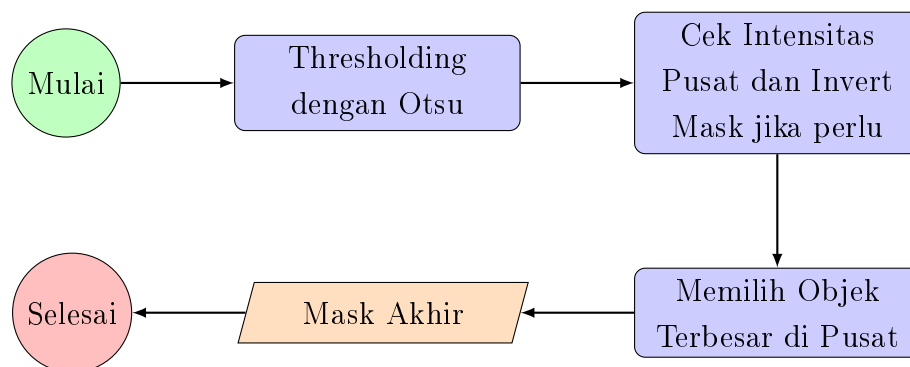 Mulai
Thresholding
dengan Otsu
Cek Intensitas
Pusat dan Invert
Mask jika perlu
Memilih Objek
Terbesar di Pusat
Mask Akhir
Selesai